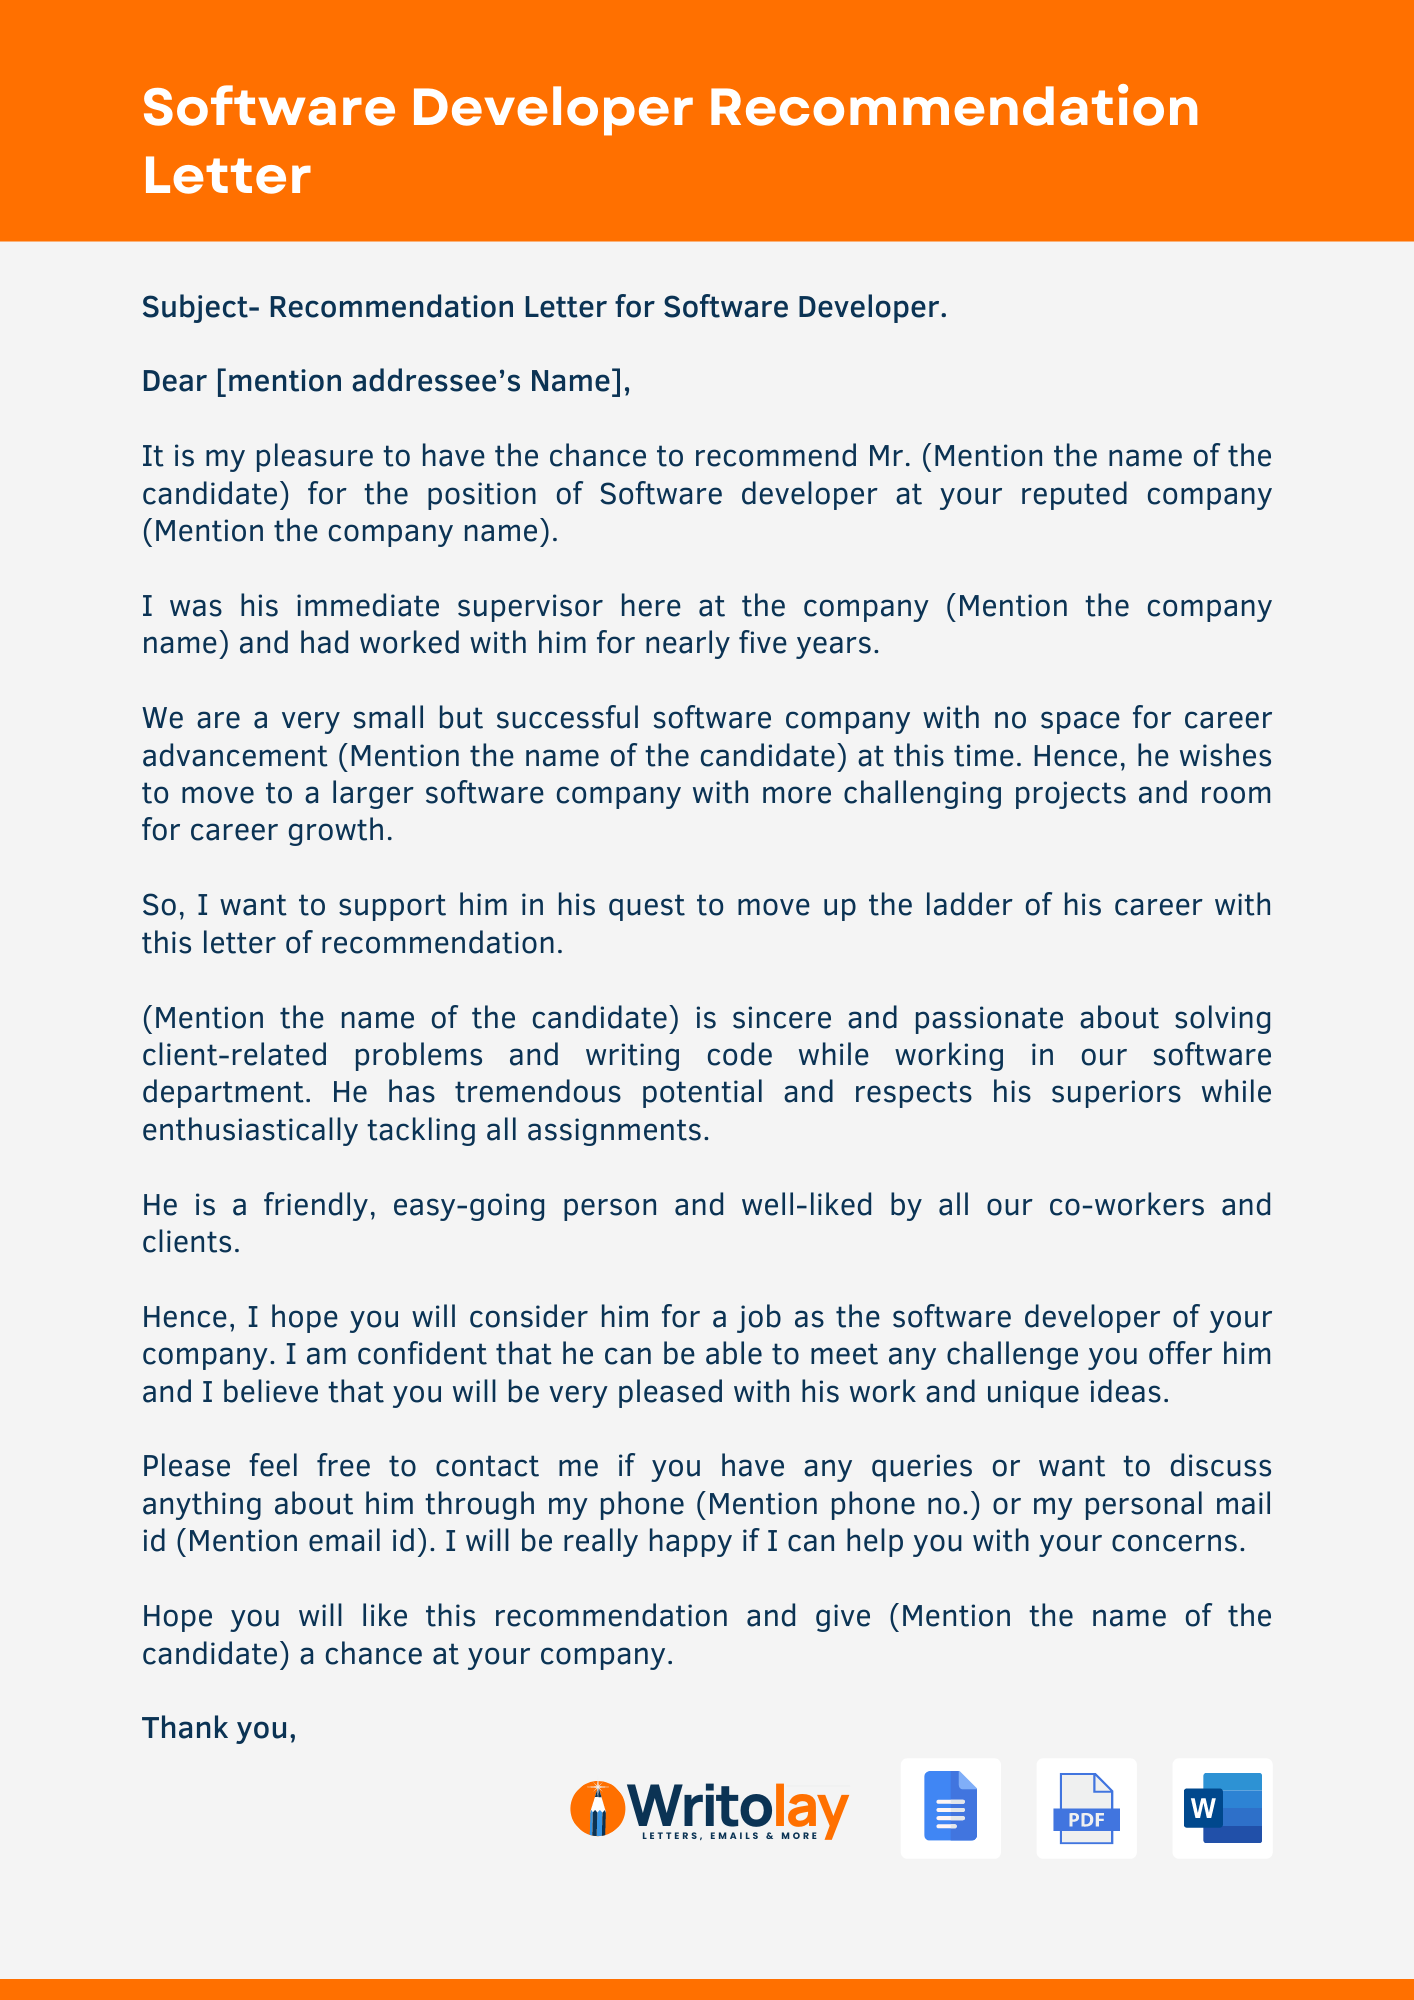 Software Developer Recommendation
Letter
Subject- Recommendation Letter for Software Developer.
Dear [mention addressee’s Name],
It is my pleasure to have the chance to recommend Mr. (Mention the name of the
candidate) for the position of Software developer at your reputed company
(Mention the company name).
I was his immediate supervisor here at the company (Mention the company
name) and had worked with him for nearly five years.
We are a very small but successful software company with no space for career
advancement (Mention the name of the candidate) at this time. Hence, he wishes
to move to a larger software company with more challenging projects and room
for career growth.
So, I want to support him in his quest to move up the ladder of his career with
this letter of recommendation.
(Mention the name of the candidate) is sincere and passionate about solving
client-related problems and writing code while working in our software
department. He has tremendous potential and respects his superiors while
enthusiastically tackling all assignments.
He is a friendly, easy-going person and well-liked by all our co-workers and
clients.
Hence, I hope you will consider him for a job as the software developer of your
company. I am confident that he can be able to meet any challenge you offer him
and I believe that you will be very pleased with his work and unique ideas.
Please feel free to contact me if you have any queries or want to discuss
anything about him through my phone (Mention phone no.) or my personal mail
id (Mention email id). I will be really happy if I can help you with your concerns.
Hope you will like this recommendation and give (Mention the name of the
candidate) a chance at your company.
Thank you,
Writolay
LETTERS, EMAILS & MORE
PDF
W